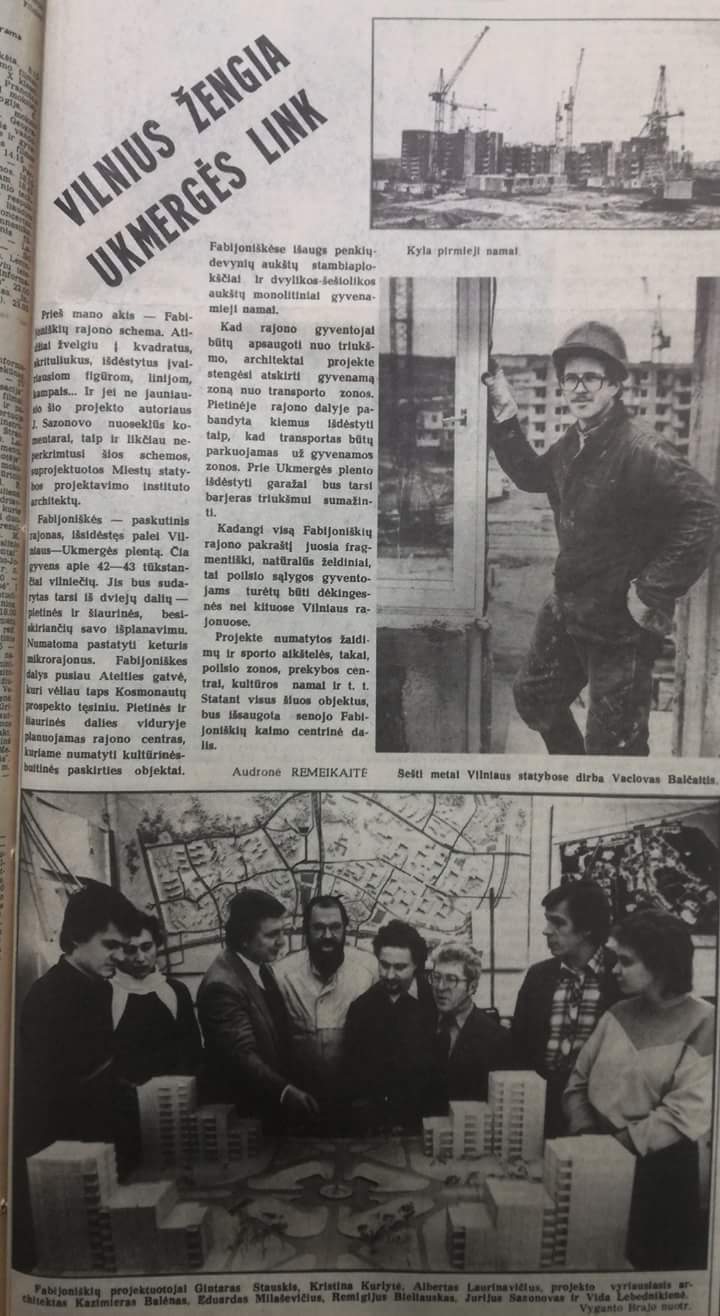 VILNIUS ŽENGIA
UKMERGĖS LINK
Prieš mano akis — Fabi-
joniškių rajono schema. Ati-
džiai žvelgiu į kvadratus,
skrituliukus, išdėstytus įvai-
riausiom figūrom, linijom,
kampais... Ir jei ne jauniau-
sio šio projekto autoriaus
J. Sazonovo nuoseklūs ko-
mentarai, taip ir likčiau ne-
perkrimtusi šios schemos,
suprojektuotos Miestų staty-
bos projektavimo instituto
architektų.
Fabijoniškės — paskutinis
rajonas, išsidėstęs palei Vil-
niaus—Ukmergės plentą. Čia
gyvens apie 42—43 tūkstan-
čiai vilniečių. Jis bus suda-
rytas tarsi iš dviejų dalių —
pietinės ir šiaurinės, besi-
skiriančių savo išplanavimu.
Numatoma pastatyti keturis
mikrorajonus. Fabijoniškes
dalys pusiau Ateities gatvė,
kuri vėliau taps Kosmonautų
prospekto tęsiniu. Pietinės ir
šiaurinės dalies viduryje
planuojamas rajono centras,
kuriame numatyti kultūrinės-
buitinės paskirties objektai.
Fabijoniškėse išaugs penkių-
devynių aukštų stambiaplo-
kščiai ir dvylikos-šešiolikos
aukštų monolitiniai gyvena-
mieji namai.
Kad rajono gyventojai
būtų apsaugoti nuo triukš-
mo, architektai projekte
stengėsi atskirti gyvenamą
zoną nuo transporto zonos.
Pietinėje rajono dalyje pa-
bandyta kiemus išdėstyti
taip, kad transportas būtų
parkuojamas už gyvenamos
zonos. Prie Ukmergės plento
išdėstyti garažai bus tarsi
barjeras triukšmui sumažin-
ti.
Kadangi visą Fabijoniškių
rajono pakraštį juosia frag-
mentiški, natūralūs želdiniai,
tai poilsio sąlygos gyvento-
jams turėtų būti dėkinges-
nės nei kituose Vilniaus ra-
jonuose.
Projekte numatytos žaidi-
mų ir sporto aikštelės, takai,
poilsio zonos, prekybos cen-
trai, kultūros namai ir t. t.
Statant visus šiuos objektus,
bus išsaugota senojo Fabi-
joniškių kaimo centrinė da-
lis.
Audronė REMEIKAITĖ
Kyla pirmieji namai.
Šešti metai Vilniaus statybose dirba Vaclovas Balčaitis.
Fabijoniškių projektuotojai Gintaras Stauskis, Kristina Kurlytė, Albertas Laurinavičius, projekto vyriausiasis ar-
chitektas Kazimieras Balėnas, Eduardas Milaševičius, Remigijus Bieliauskas, Jurijus Sazonovas ir Vida Lebednikienė.
Vyganto Brajo nuotr.